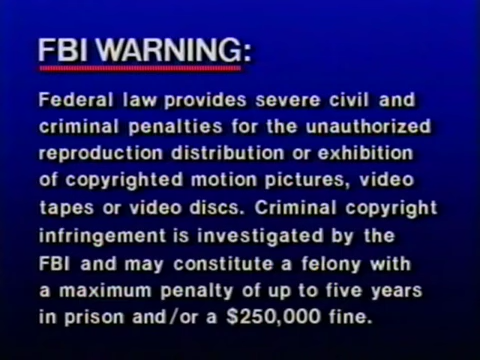 FBI WARNING:
Federal law provides severe civil and
criminal penalties for the unauthorized
reproduction distribution or exhibition
of copyrighted motion pictures, video
tapes or video discs. Criminal copyright
infringement is investigated by the
FBI and may constitute a felony with
a maximum penalty of up to five years
in prison and/or a $250,000 fine.